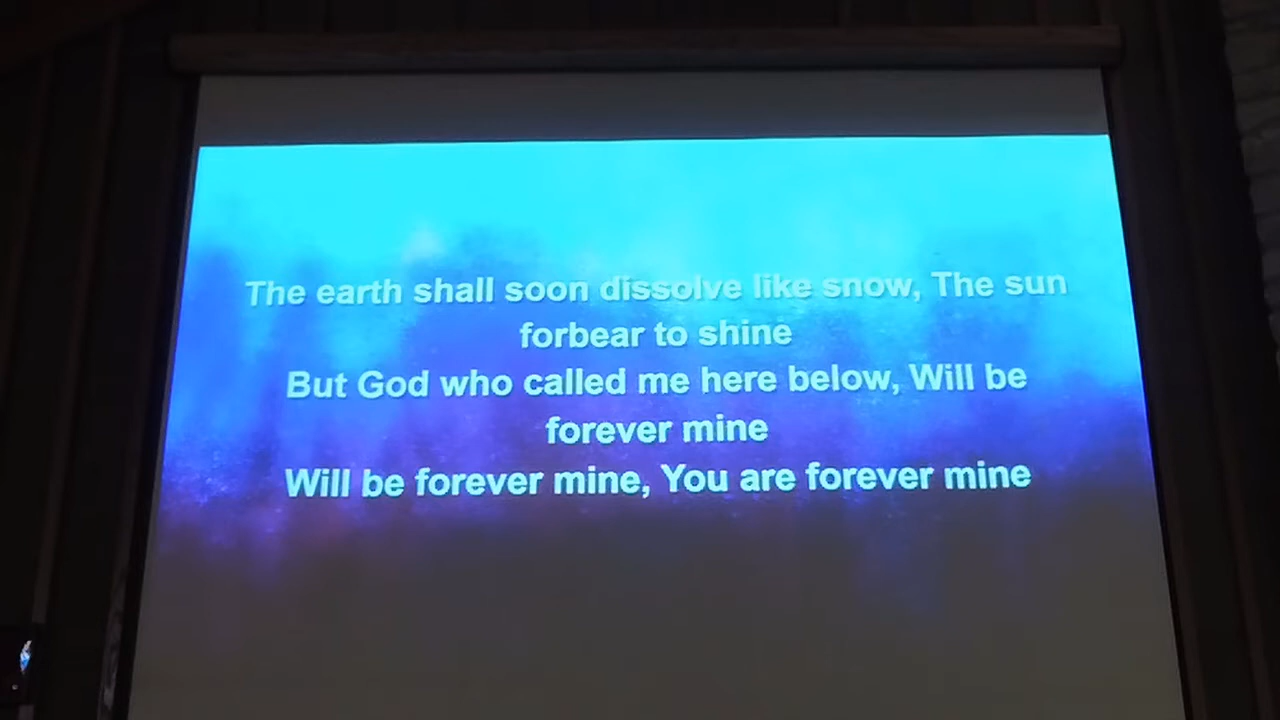 The earth shall soon dissolve like snow, The sun
forbear to shine
But God who called me here below, Will be
forever mine
Will be forever mine, You are forever mine